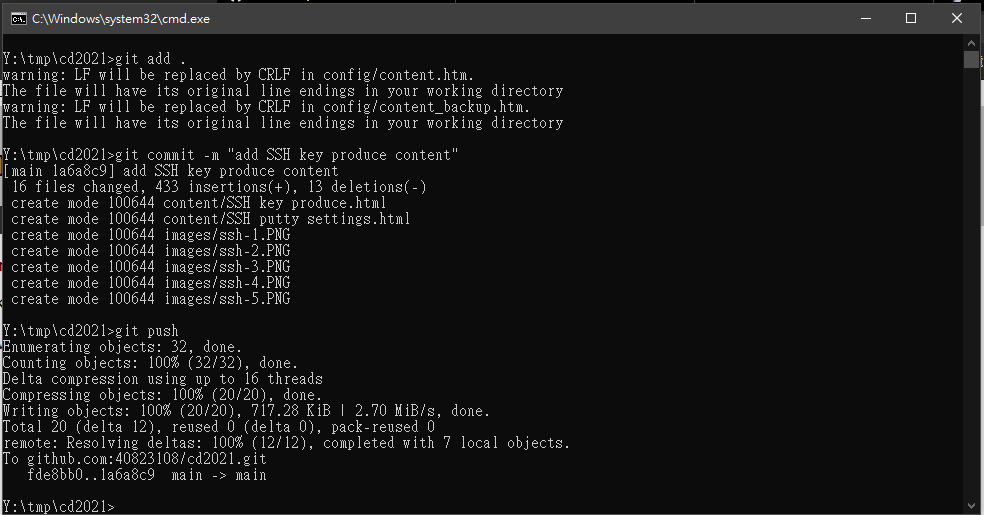 C:\Windows\system32\cmd.exe
Y:\tmp\cd2021>git add .
warning: LF will be replaced by CRLF in config/content.htm.
The file will have its original line endings in your working directory
warning: LF will be replaced by CRLF in config/content_backup.htm.
The file will have its original line endings in your working directory
Y:\tmp\cd2021>git commit -m "add SSH key produce content"
[main 1a6a8c9] add SSH key produce content
 16 files changed, 433 insertions(+), 13 deletions(-)
 create mode 100644 content/SSH key produce.html
 create mode 100644 content/SSH putty settings.html
 create mode 100644 images/ssh-1.PNG
 create mode 100644 images/ssh-2.PNG
 create mode 100644 images/ssh-3.PNG
 create mode 100644 images/ssh-4.PNG
 create mode 100644 images/ssh-5.PNG
Y:\tmp\cd2021>git push
Enumerating objects: 32, done.
Counting objects: 100% (32/32), done.
Delta compression using up to 16 threads
Compressing objects: 100% (20/20), done.
Writing objects: 100% (20/20), 717.28 KiB | 2.70 MiB/s, done.
Total 20 (delta 12), reused 0 (delta 0), pack-reused 0
remote: Resolving deltas: 100% (12/12), completed with 7 local objects.
To github.com:40823108/cd2021.git
   fde8bb0..1a6a8c9  main -> main
Y:\tmp\cd2021>